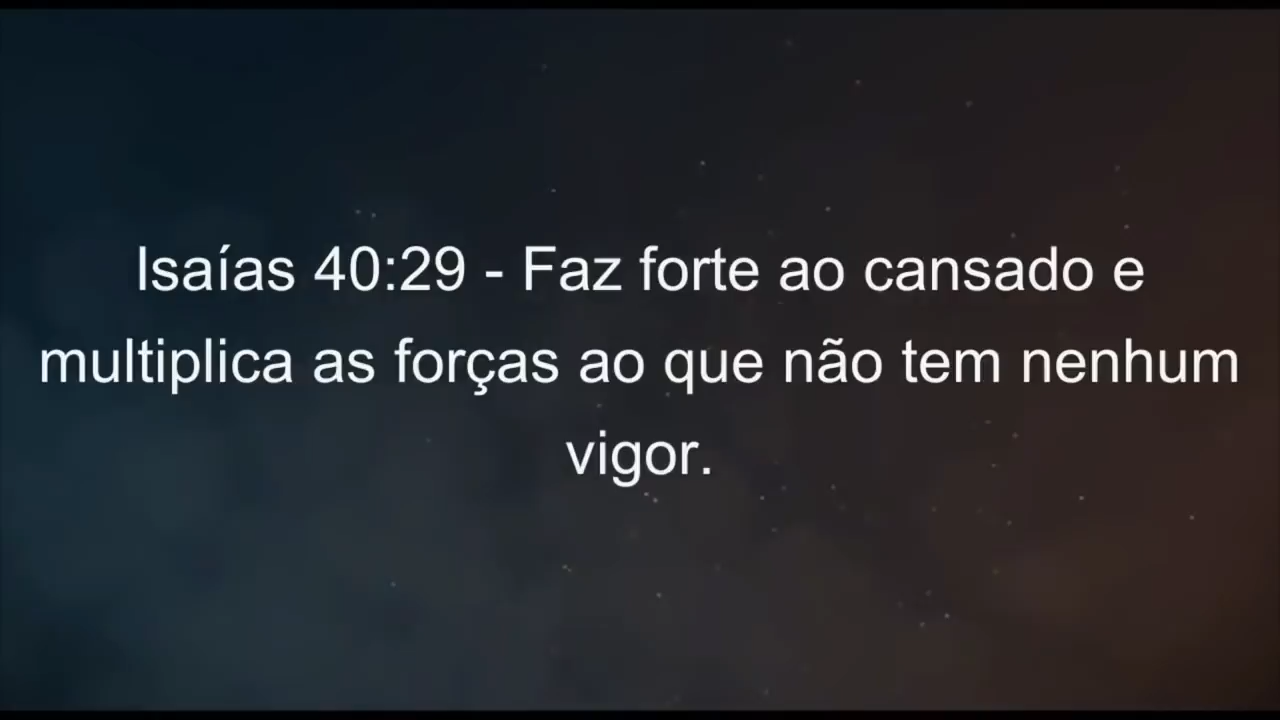 Isaías 40:29 - Faz forte ao cansado e
multiplica as forças ao que não tem nenhum
vigor.